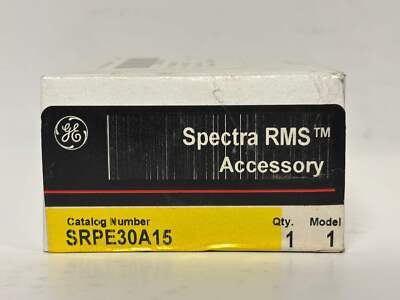 GE
Spectra RMS™
Accessory
Catalog Number Qty. Model
SRPE30A15 1 1